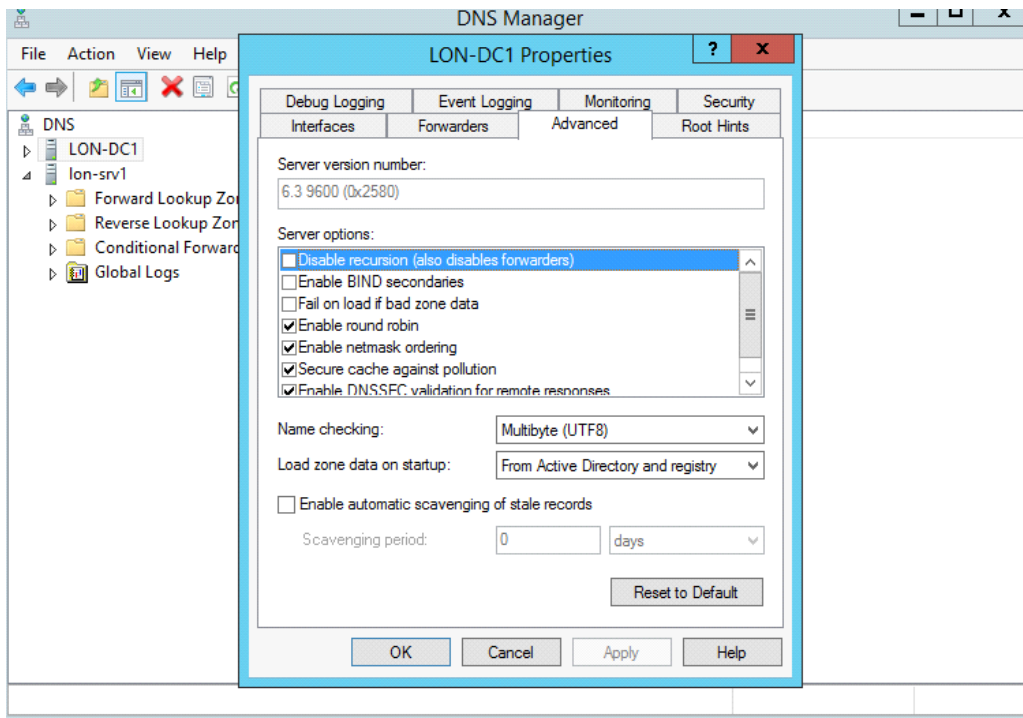 DNS Manager
File Action View Help
LON-DC1 Properties
?
x
Debug Logging Event Logging Monitoring Security
Interfaces Forwarders Advanced Root Hints
DNS
LON-DC1
lon-srv1
Forward Lookup Zo
Reverse Lookup Zor
Conditional Forward
Global Logs
Server version number:
6.3 9600 (0x2580)
Server options:
Disable recursion (also disables forwarders)
Enable BIND secondaries
Fail on load if bad zone data
Enable round robin
Enable netmask ordering
Secure cache against pollution
Enable DNSSEC validation for remote responses
Name checking: Multibyte (UTF8)
Load zone data on startup: From Active Directory and registry
Enable automatic scavenging of stale records
Scavenging period: 0 days
Reset to Default
OK Cancel Apply Help